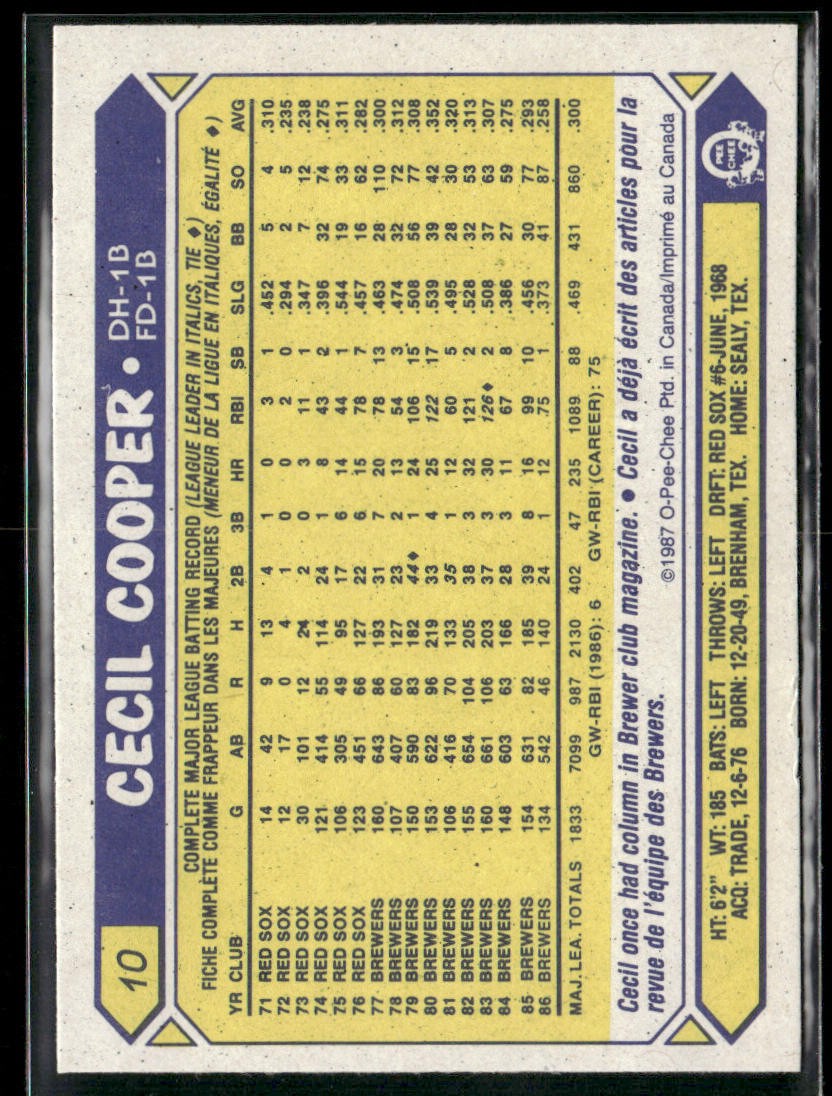 10 CECIL COOPER • DH-1B
FD-1B
COMPLETE MAJOR LEAGUE BATTING RECORD (LEAGUE LEADER IN ITALICS, TIE ♦)
FICHE COMPLÈTE COMME FRAPPEUR DANS LES MAJEURES (MENEUR DE LA LIGUE EN ITALIQUES, ÉGALITÉ ♦)
YR CLUB G AB R H 2B 3B HR RBI SB SLG BB SO AVG
71 RED SOX 14 42 9 13 4 1 0 3 1 .452 5 4 .310
72 RED SOX 12 17 0 4 1 0 0 2 0 .294 2 5 .235
73 RED SOX 30 101 12 24 2 0 3 11 1 .347 7 12 .238
74 RED SOX 121 414 55 114 24 1 8 43 2 .396 32 74 .275
75 RED SOX 106 305 49 95 17 6 14 44 1 .544 19 33 .311
76 RED SOX 123 451 66 127 22 6 15 78 7 .457 16 62 .282
77 BREWERS 160 643 86 193 31 7 20 78 13 .463 28 110 .300
78 BREWERS 107 407 60 127 23 2 13 54 3 .474 32 72 .312
79 BREWERS 150 590 83 182 44♦ 1 24 106 15 .508 56 77 .308
80 BREWERS 153 622 96 219 33 4 25 122 17 .539 39 42 .352
81 BREWERS 106 416 70 133 35 1 12 60 5 .495 28 30 .320
82 BREWERS 155 654 104 205 38 3 32 121 2 .528 32 53 .313
83 BREWERS 160 661 106 203 37 3 30 126♦ 2 .508 37 63 .307
84 BREWERS 148 603 63 166 28 3 11 67 8 .386 27 59 .275
85 BREWERS 154 631 82 185 39 8 16 99 10 .456 30 77 .293
86 BREWERS 134 542 46 140 24 1 12 75 1 .373 41 87 .258
MAJ. LEA. TOTALS 1833 7099 987 2130 402 47 235 1089 88 .469 431 860 .300
GW-RBI (1986): 6 GW-RBI (CAREER): 75
Cecil once had column in Brewer club magazine. • Cecil a déjà écrit des articles pour la
revue de l'équipe des Brewers. ©1987 O-Pee-Chee Ptd. in Canada/Imprimé au Canada
HT: 6'2" WT: 185 BATS: LEFT THROWS: LEFT DRFT: RED SOX #6-JUNE, 1968
ACQ: TRADE, 12-6-76 BORN: 12-20-49, BRENHAM, TEX. HOME: SEALY, TEX.
O PEE CHEE